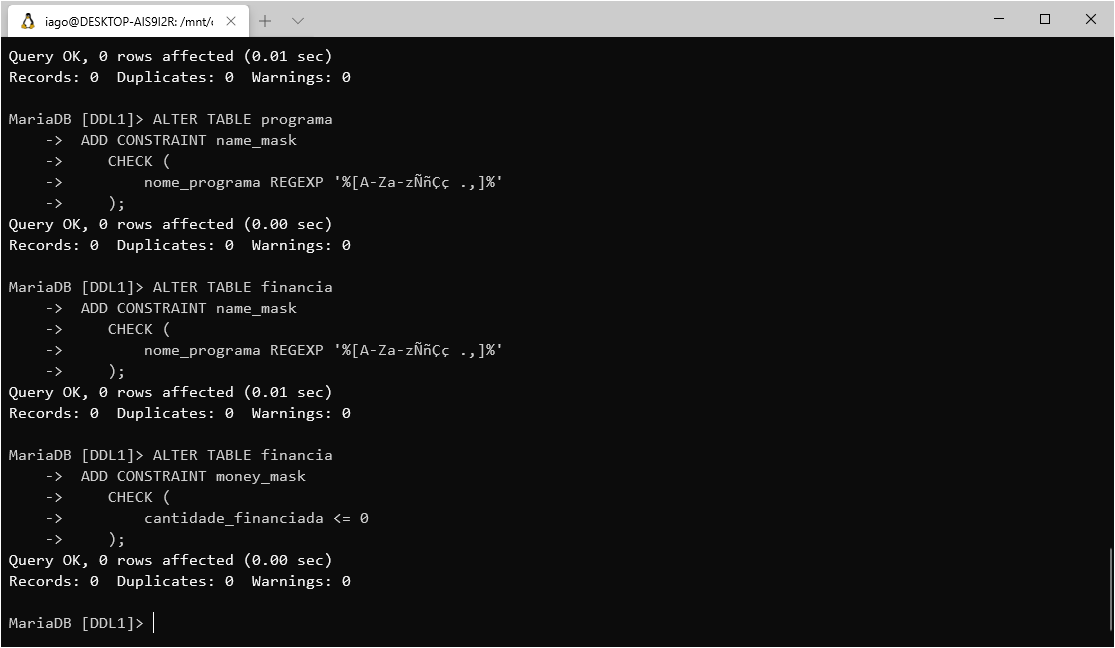 iago@DESKTOP-AIS9I2R: /mnt/c
Query OK, 0 rows affected (0.01 sec)
Records: 0  Duplicates: 0  Warnings: 0
MariaDB [DDL1]> ALTER TABLE programa
    ->  ADD CONSTRAINT name_mask
    ->     CHECK (
    ->         nome_programa REGEXP '%[A-Za-zÑñÇç .,]%'
    ->     );
Query OK, 0 rows affected (0.00 sec)
Records: 0  Duplicates: 0  Warnings: 0
MariaDB [DDL1]> ALTER TABLE financia
    ->  ADD CONSTRAINT name_mask
    ->     CHECK (
    ->         nome_programa REGEXP '%[A-Za-zÑñÇç .,]%'
    ->     );
Query OK, 0 rows affected (0.01 sec)
Records: 0  Duplicates: 0  Warnings: 0
MariaDB [DDL1]> ALTER TABLE financia
    ->  ADD CONSTRAINT money_mask
    ->     CHECK (
    ->         cantidade_financiada <= 0
    ->     );
Query OK, 0 rows affected (0.00 sec)
Records: 0  Duplicates: 0  Warnings: 0
MariaDB [DDL1]>